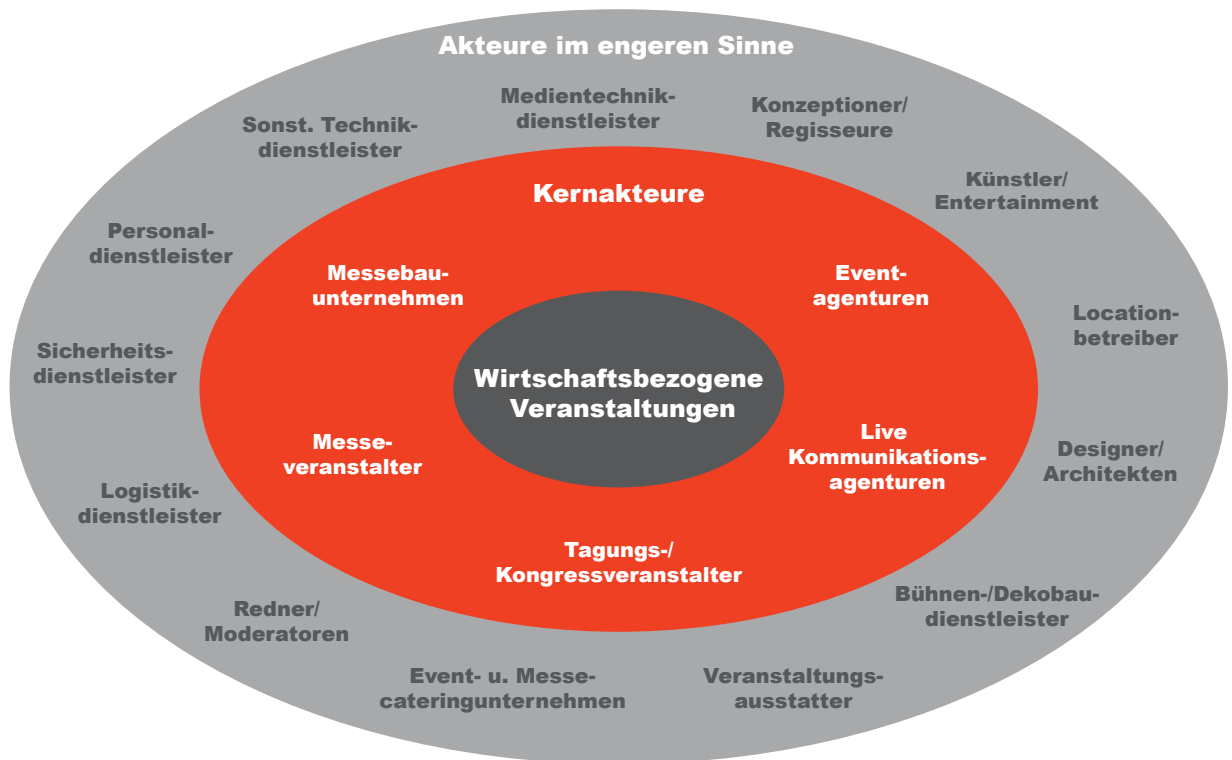 Akteure im engeren Sinne
Medientechnik-
dienstleister
Konzeptioner/
Regisseure
Sonst. Technik-
dienstleister
Künstler/
Entertainment
Kernakteure
Personal-
dienstleister
Messebau-
unternehmen
Event-
agenturen
Location-
betreiber
Sicherheits-
dienstleister
Wirtschaftsbezogene
Veranstaltungen
Messe-
veranstalter
Live
Kommunikations-
agenturen
Designer/
Architekten
Logistik-
dienstleister
Tagungs-/
Kongressveranstalter
Bühnen-/Dekobau-
dienstleister
Redner/
Moderatoren
Event- u. Messe-
cateringunternehmen
Veranstaltungs-
ausstatter